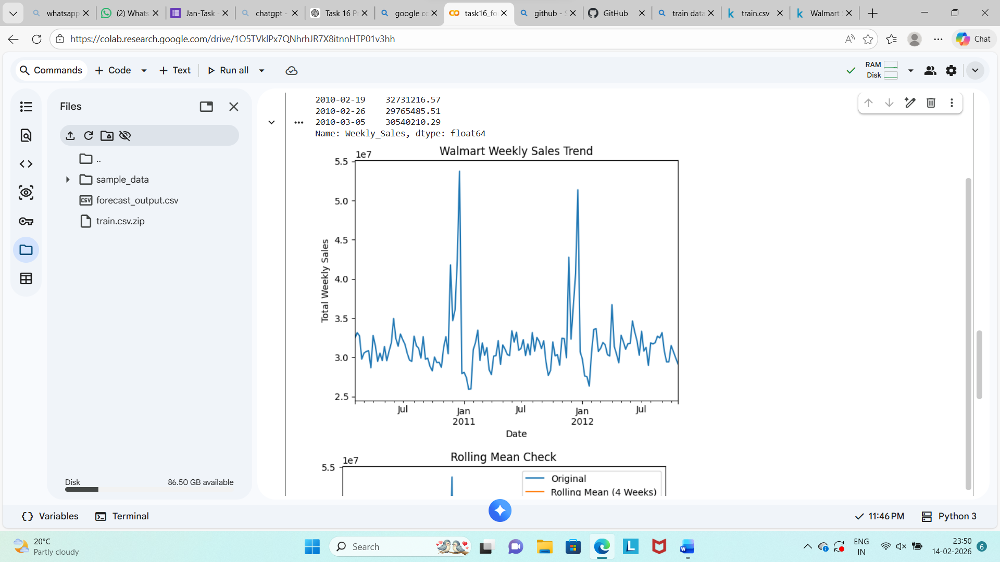 whatsapp
(2) Whats
Jan-Task -
chatgpt -
Task 16 P
google co
task16_fo
github - S
GitHub
train data
train.csv
Walmart
https://colab.research.google.com/drive/1O5TVklPx7QNhrhJR7X8itnnHTP01v3hh
Chat
Commands
+ Code
+ Text
Run all
RAM
Disk
Files
..
sample_data
forecast_output.csv
train.csv.zip
Disk
86.50 GB available
2010-02-19 32731216.57
2010-02-26 29765485.51
2010-03-05 30540210.29
Name: Weekly_Sales, dtype: float64
Walmart Weekly Sales Trend
1e7
5.5
5.0
4.5
4.0
3.5
3.0
2.5
Total Weekly Sales
Jul
Jan
2011
Jul
Jan
2012
Jul
Date
Rolling Mean Check
1e7
5.5
Original
Rolling Mean (4 Weeks)
Variables
Terminal
11:46 PM
Python 3
20°C
Partly cloudy
Search
ENG
IN
23:50
14-02-2026
6